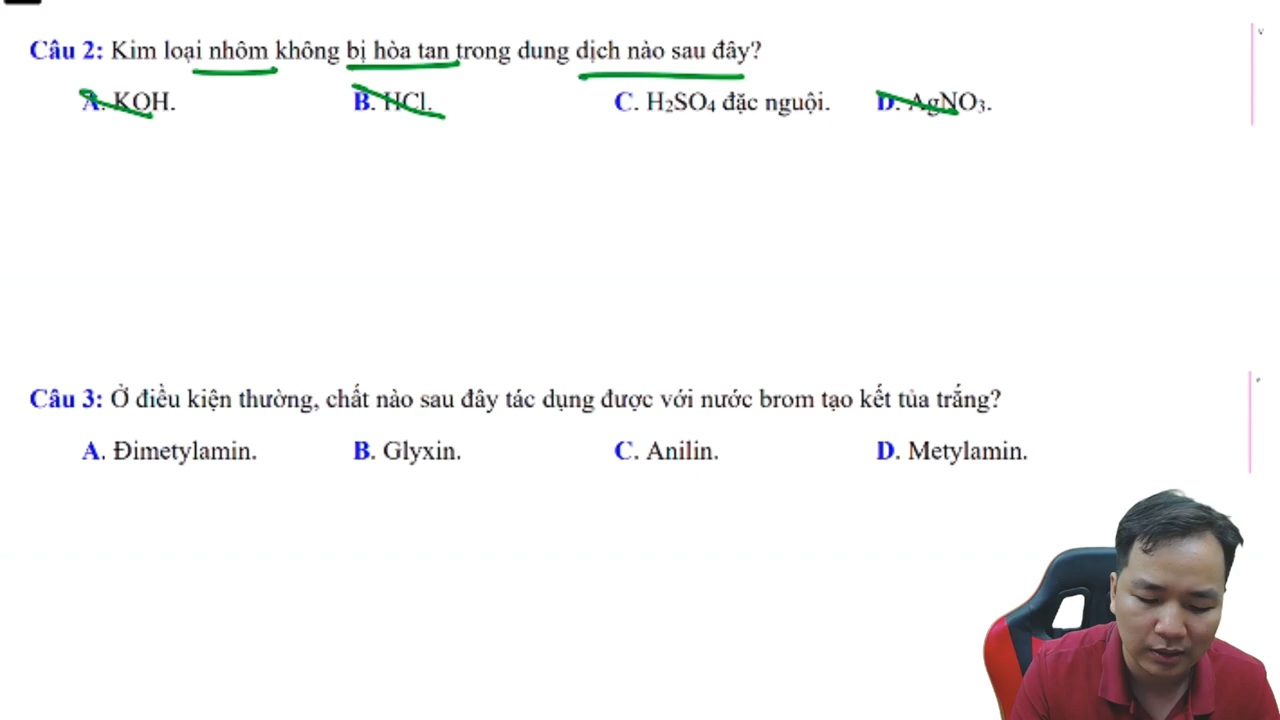 Câu 2: Kim loại nhôm không bị hòa tan trong dung dịch nào sau đây?
A. KOH. B. HCl. C. H₂SO₄ đặc nguội. D. AgNO₃.
Câu 3: Ở điều kiện thường, chất nào sau đây tác dụng được với nước brom tạo kết tủa trắng?
A. Đimetylamin. B. Glyxin. C. Anilin. D. Metylamin.